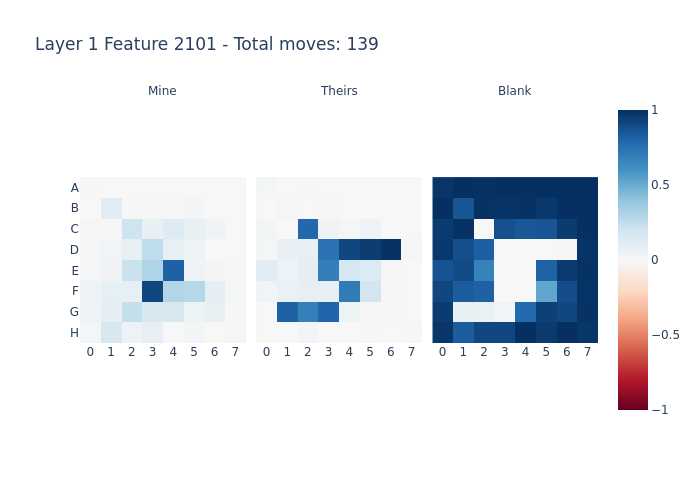 Layer 1 Feature 2101 - Total moves: 139
Mine Theirs Blank
A
B
C
D
E
F
G
H
0 1 2 3 4 5 6 7 0 1 2 3 4 5 6 7 0 1 2 3 4 5 6 7
1
0.5
0
−0.5
−1